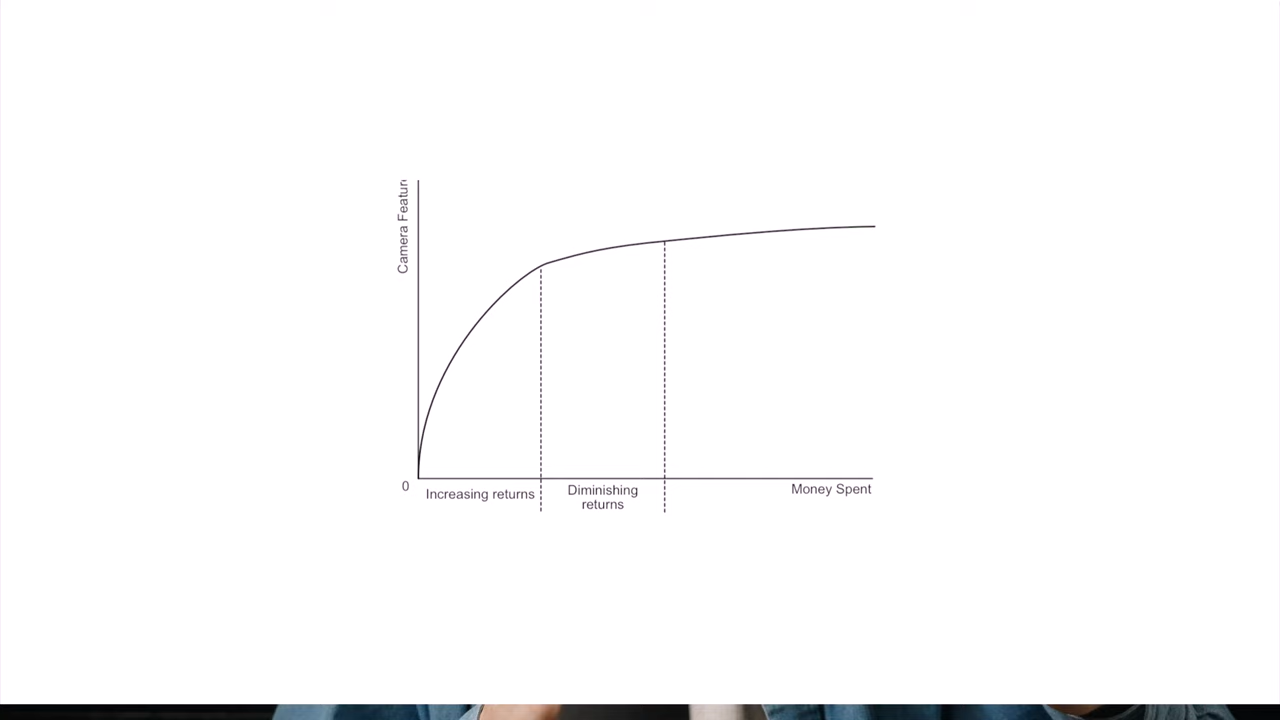 Camera Featur
0
Increasing returns
Diminishing
returns
Money Spent